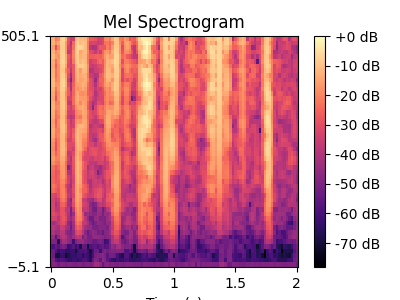 Mel Spectrogram
505.1
−5.1
0
0.5
1
1.5
2
+0 dB
-10 dB
-20 dB
-30 dB
-40 dB
-50 dB
-60 dB
-70 dB